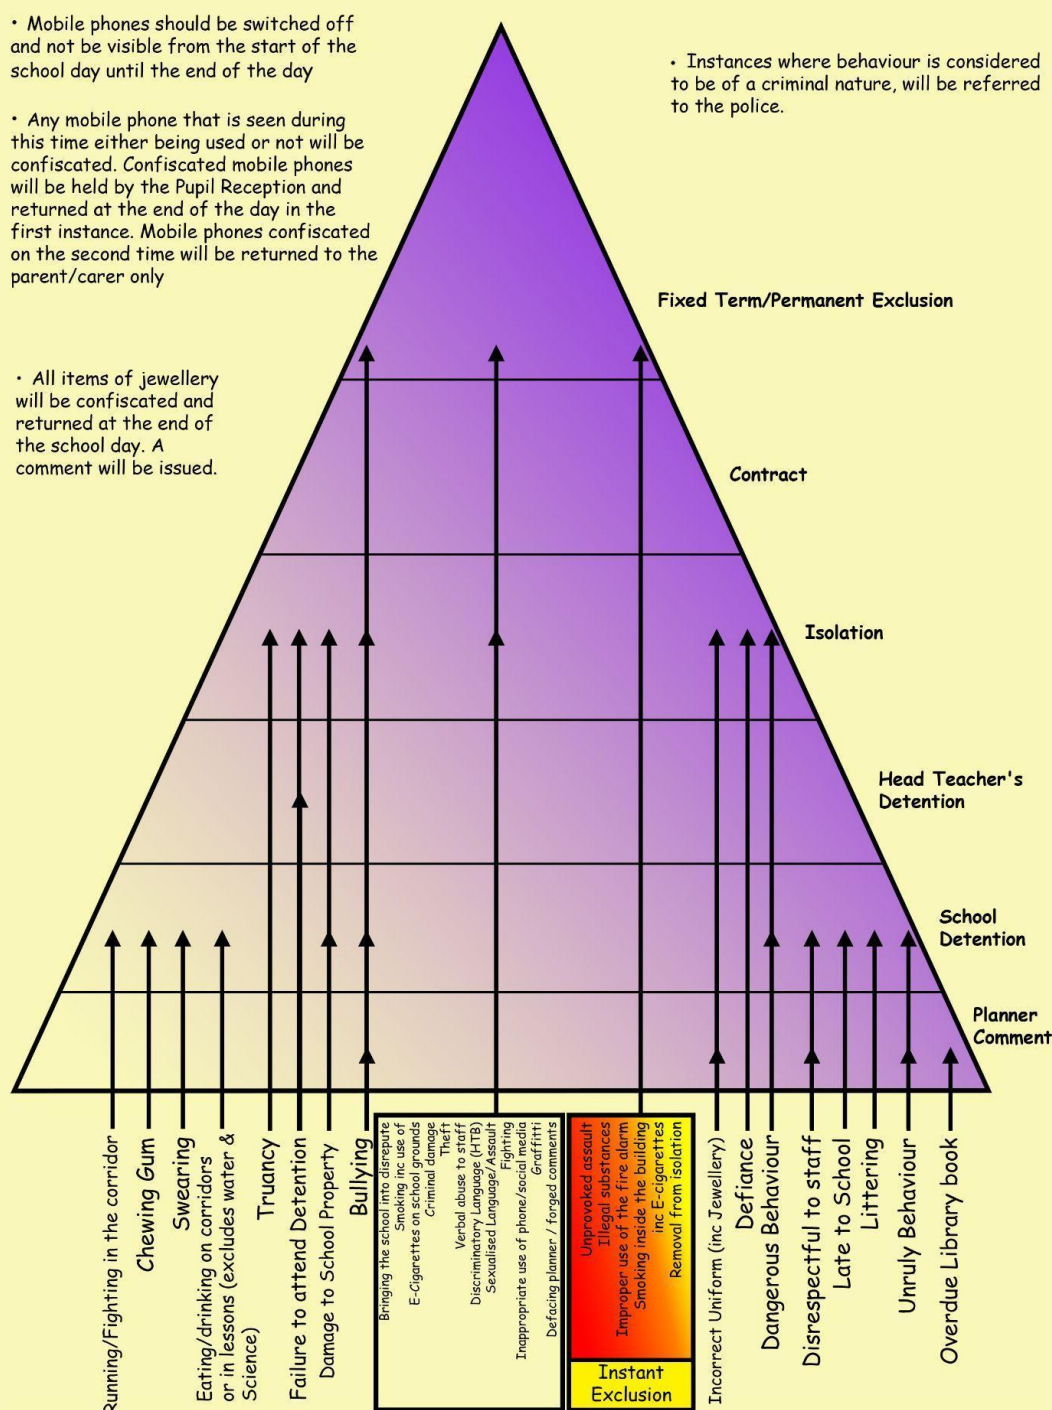 • Mobile phones should be switched off
and not be visible from the start of the
school day until the end of the day
• Any mobile phone that is seen during
this time either being used or not will be
confiscated. Confiscated mobile phones
will be held by the Pupil Reception and
returned at the end of the day in the
first instance. Mobile phones confiscated
on the second time will be returned to the
parent/carer only
• All items of jewellery
will be confiscated and
returned at the end of
the school day. A
comment will be issued.
• Instances where behaviour is considered
to be of a criminal nature, will be referred
to the police.
Fixed Term/Permanent Exclusion
Contract
Isolation
Head Teacher's
Detention
School
Detention
Planner
Comment
Running/Fighting in the corridor
Chewing Gum
Swearing
Eating/drinking on corridors
or in lessons (excludes water &
Science)
Truancy
Failure to attend Detention
Damage to School Property
Bullying
Bringing the school into disrepute
Smoking inc use of
E-Cigarettes on school grounds
Criminal damage
Theft
Verbal abuse to staff
Discriminatory Language (HTB)
Sexualised Language/Assault
Fighting
Inappropriate use of phone/social media
Graffitti
Defacing planner / forged comments
Unprovoked assault
Illegal substances
Improper use of the fire alarm
Smoking inside the building
inc E-cigarettes
Removal from isolation
Instant
Exclusion
Incorrect Uniform (inc Jewellery)
Defiance
Dangerous Behaviour
Disrespectful to staff
Late to School
Littering
Unruly Behaviour
Overdue Library book